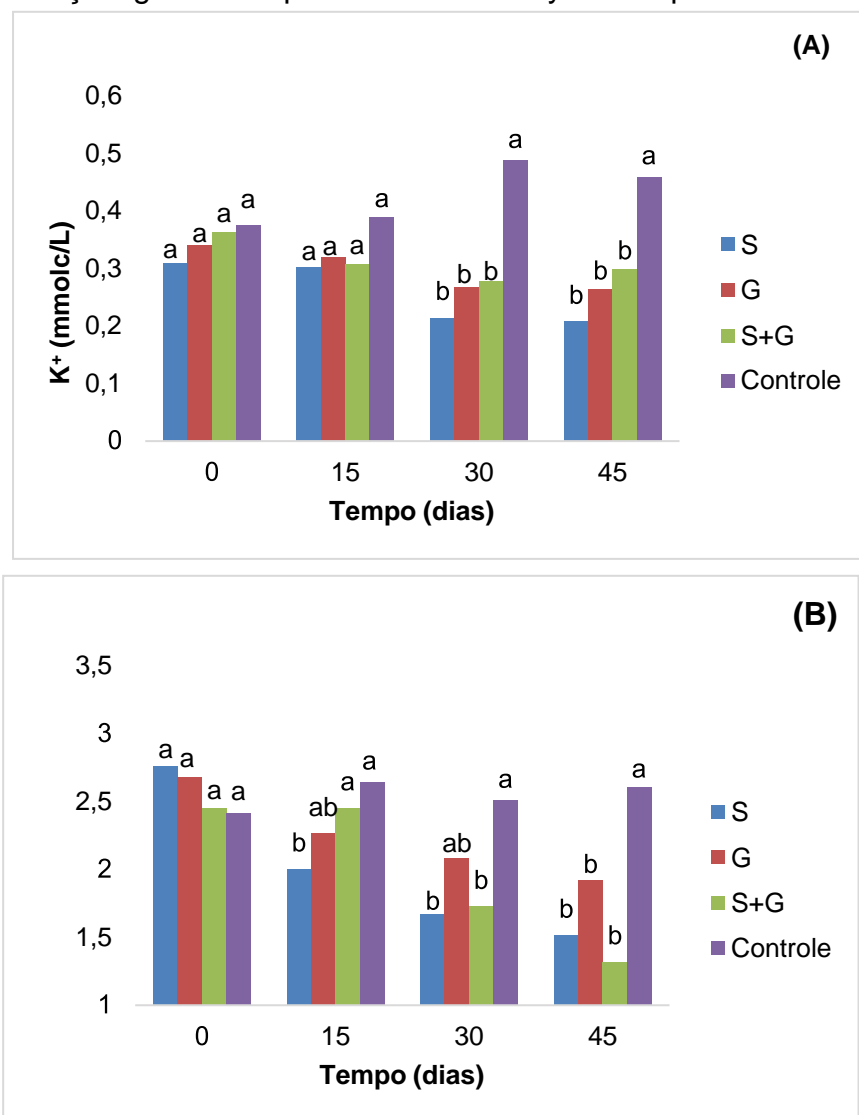 (A)
0,6
0,5
0,4
0,3
0,2
0,1
0
K⁺ (mmolc/L)
a a a a
a a a a
b b b a
b b b a
0 15 30 45
Tempo (dias)
S
G
S+G
Controle
(B)
3,5
3
2,5
2
1,5
1
a a a a
b ab a a
b ab b a
b b b a
0 15 30 45
Tempo (dias)
S
G
S+G
Controle